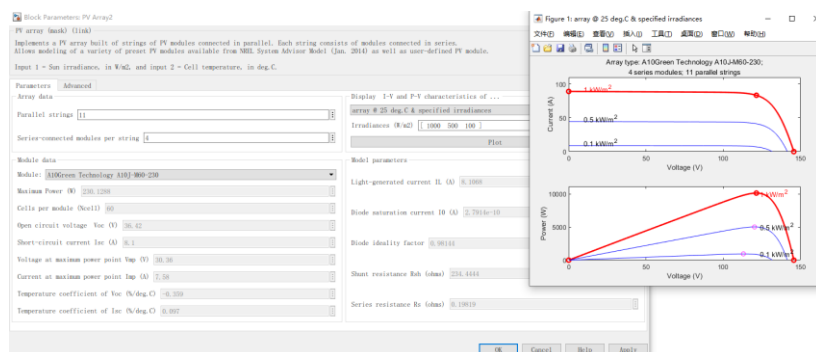 Block Parameters: PV Array2
PV array (mask) (link)
Implements a PV array built of strings of PV modules connected in parallel. Each string consists of modules connected in series.
Allows modeling of a variety of preset PV modules available from NREL System Advisor Model (Jan. 2014) as well as user-defined PV module.
Input 1 = Sun irradiance, in W/m2, and input 2 = Cell temperature, in deg.C.
Parameters Advanced
Array data
Parallel strings 11
Series-connected modules per string 4
Display I-V and P-V characteristics of ...
array @ 25 deg.C & specified irradiances
Irradiances (W/m2) [ 1000 500 100 ]
Plot
Module data
Module: A10Green Technology A10J-M60-230
Maximum Power (W) 230.1288
Cells per module (Ncell) 60
Open circuit voltage Voc (V) 36.42
Short-circuit current Isc (A) 8.1
Voltage at maximum power point Vmp (V) 30.36
Current at maximum power point Imp (A) 7.58
Temperature coefficient of Voc (%/deg.C) -0.359
Temperature coefficient of Isc (%/deg.C) 0.097
Model parameters
Light-generated current IL (A)
Diode saturation current I0 (A)
Diode ideality factor 0.98144
Shunt resistance Rsh (ohms) 234.4484
Series resistance Rs (ohms) 0.19819
OK Cancel Help Apply
Figure 1: array @ 25 deg.C & specified irradiances
文件(F) 编辑(E) 查看(V) 插入(I) 工具(T) 桌面(D) 窗口(W) 帮助(H)
Array type: A10Green Technology A10J-M60-230;
4 series modules; 11 parallel strings
Current (A)
100
50
0
1 kW/m2
0.5 kW/m2
0.1 kW/m2
0 50 100 150
Voltage (V)
Power (W)
10000
5000
0
1 kW/m2
0.5 kW/m2
0.1 kW/m2
0 50 100 150
Voltage (V)